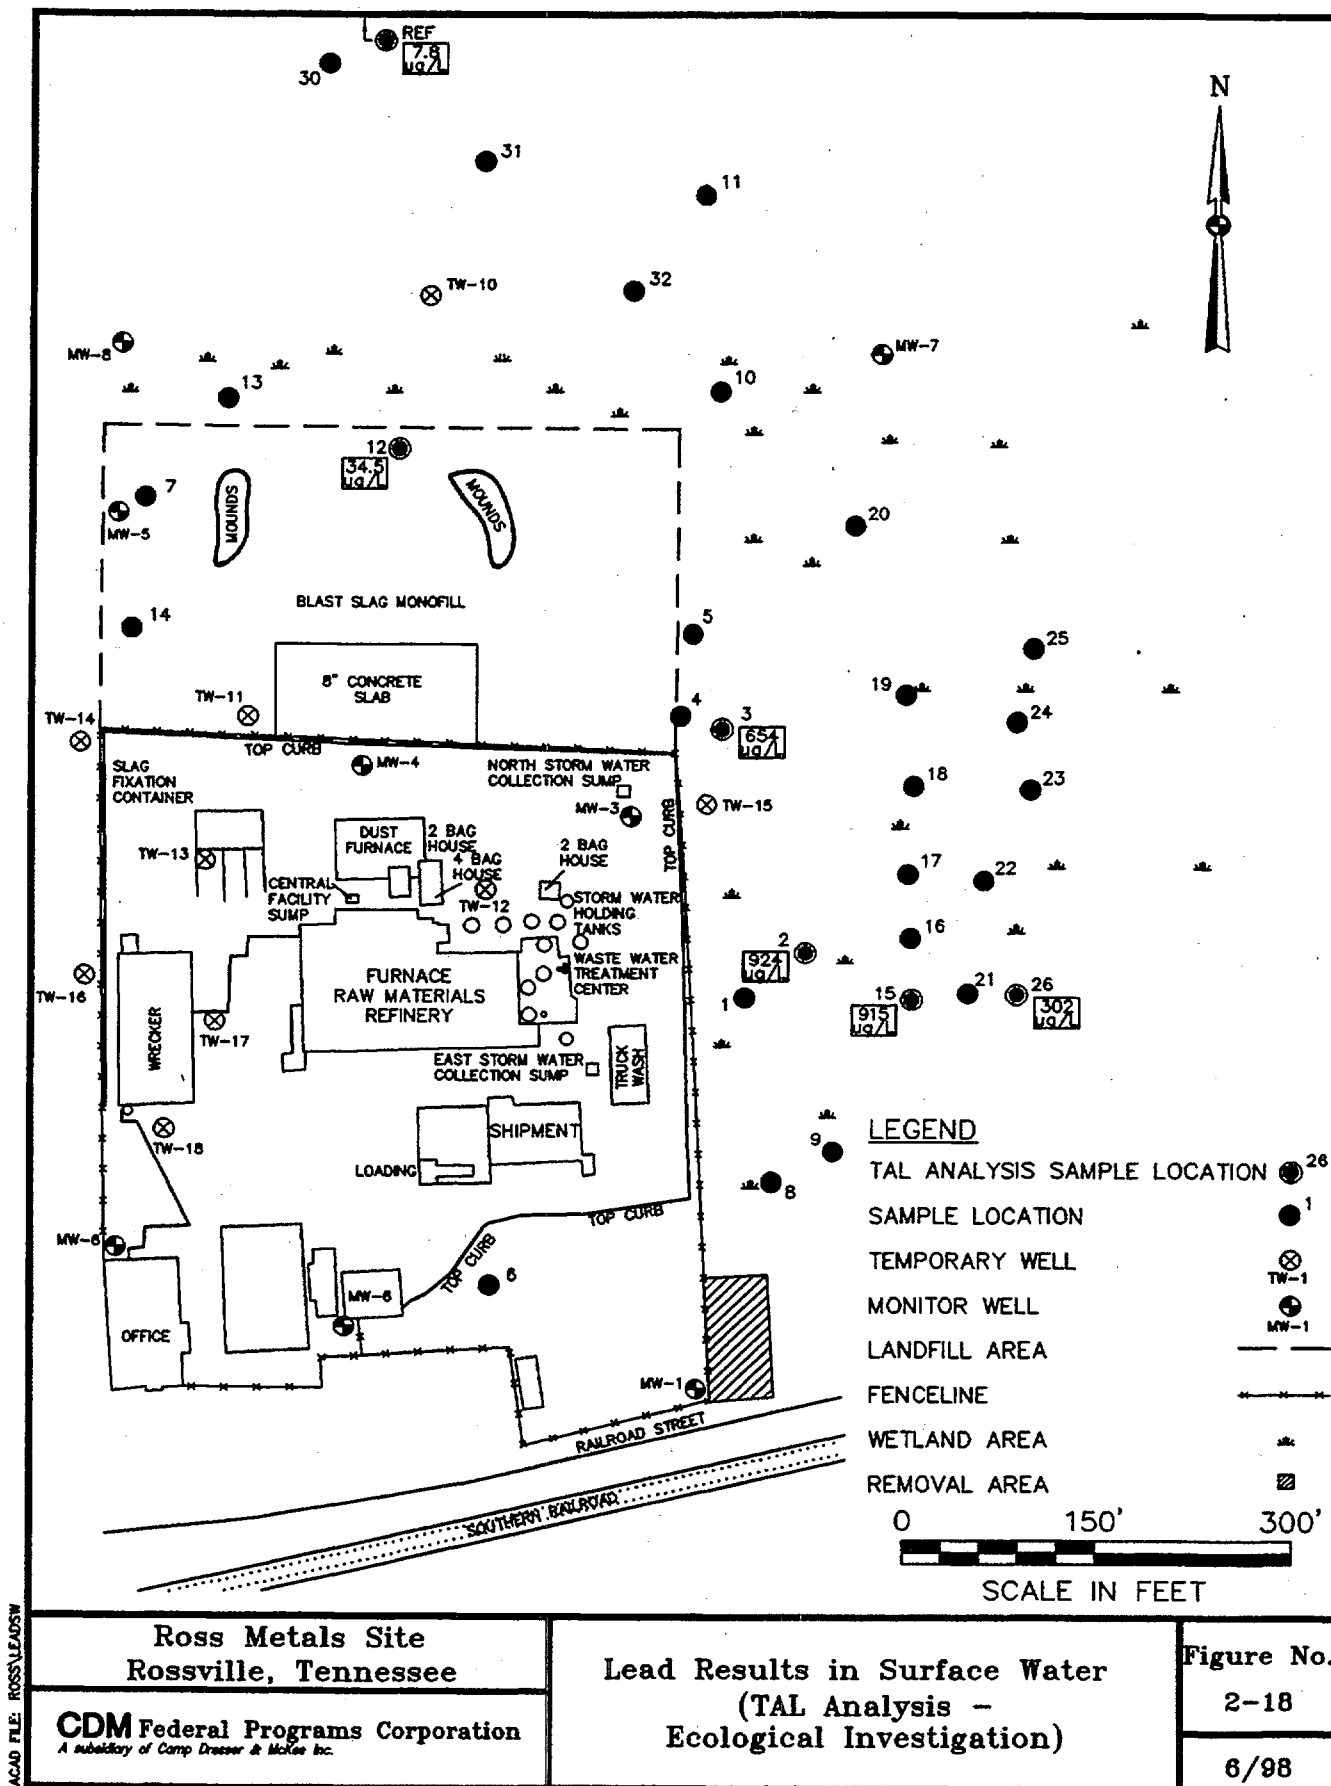 REF
7.8
ug/L
30
31
11
N
32
TW-10
MW-8
MW-7
13
10
12
34.5
ug/L
7
MW-5
MOUNDS
MOUNDS
20
BLAST SLAG MONOFILL
14
5
25
8" CONCRETE
SLAB
19
TW-11
4
3
654
ug/L
24
TW-14
TOP CURB
MW-4
SLAG
FIXATION
CONTAINER
NORTH STORM WATER
COLLECTION SUMP
18
23
MW-3
TW-15
TOP CURB
DUST
FURNACE
2 BAG
HOUSE
4 BAG
HOUSE
2 BAG
HOUSE
TW-13
17
22
CENTRAL
FACILITY
SUMP
TW-12
STORM WATER
HOLDING
TANKS
16
2
924
ug/L
WASTE WATER
TREATMENT
CENTER
FURNACE
RAW MATERIALS
REFINERY
TW-16
1
15
915
ug/L
21
26
302
ug/L
WRECKER
TW-17
EAST STORM WATER
COLLECTION SUMP
TRUCK
WASH
TW-18
SHIPMENT
LOADING
9
8
LEGEND
TAL ANALYSIS SAMPLE LOCATION 26
SAMPLE LOCATION 1
TEMPORARY WELL
TW-1
MONITOR WELL
MW-1
LANDFILL AREA
FENCELINE
WETLAND AREA
REMOVAL AREA
TOP CURB
MW-6
TOP CURB
6
MW-6
OFFICE
MW-1
RAILROAD STREET
SOUTHERN RAILROAD
0 150' 300'
SCALE IN FEET
ACAD FILE: ROSS\LEADSW
Ross Metals Site
Rossville, Tennessee
CDM Federal Programs Corporation
A subsidiary of Camp Dresser & McKee Inc.
Lead Results in Surface Water
(TAL Analysis -
Ecological Investigation)
Figure No.
2-18
6/98